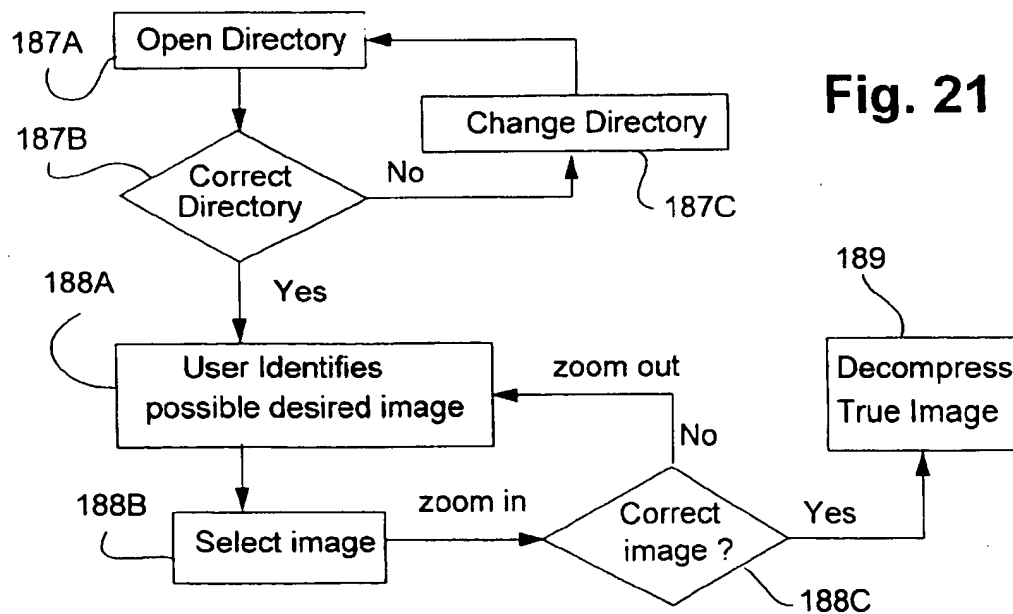 187A
Open Directory
Fig. 21
Change Directory
187B
Correct
Directory
No
187C
188A
Yes
189
User Identifies
possible desired image
zoom out
Decompress
True Image
No
188B
Select image
zoom in
Correct
image ?
Yes
188C